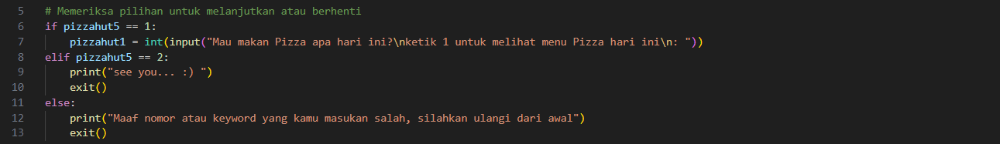 5 # Memeriksa pilihan untuk melanjutkan atau berhenti
6 if pizzahut5 == 1:
7     pizzahut1 = int(input("Mau makan Pizza apa hari ini?\nketik 1 untuk melihat menu Pizza hari ini\n: "))
8 elif pizzahut5 == 2:
9     print("see you... :) ")
10     exit()
11 else:
12     print("Maaf nomor atau keyword yang kamu masukan salah, silahkan ulangi dari awal")
13     exit()